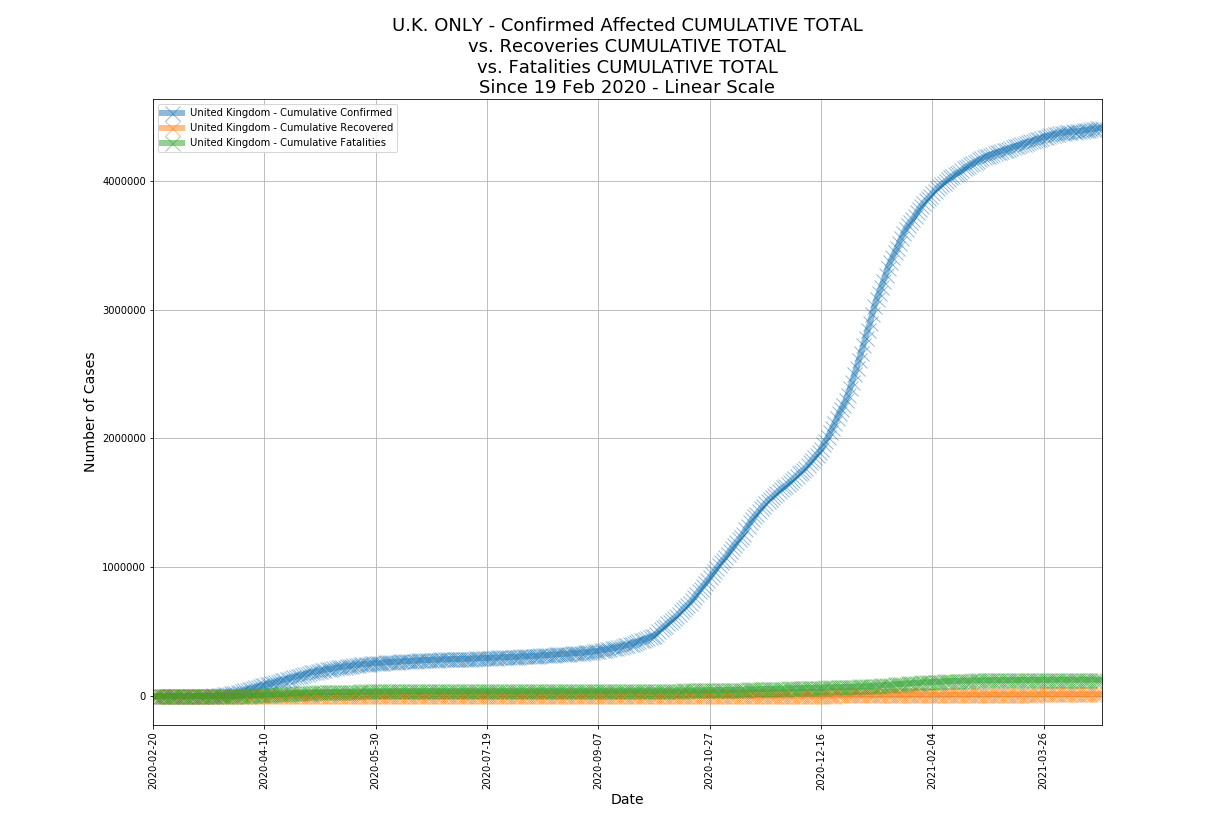 U.K. ONLY - Confirmed Affected CUMULATIVE TOTAL
vs. Recoveries CUMULATIVE TOTAL
vs. Fatalities CUMULATIVE TOTAL
Since 19 Feb 2020 - Linear Scale
United Kingdom - Cumulative Confirmed
United Kingdom - Cumulative Recovered
United Kingdom - Cumulative Fatalities
Number of Cases
4000000
3000000
2000000
1000000
0
2020-02-20
2020-04-10
2020-05-30
2020-07-19
2020-09-07
2020-10-27
2020-12-16
2021-02-04
2021-03-26
Date